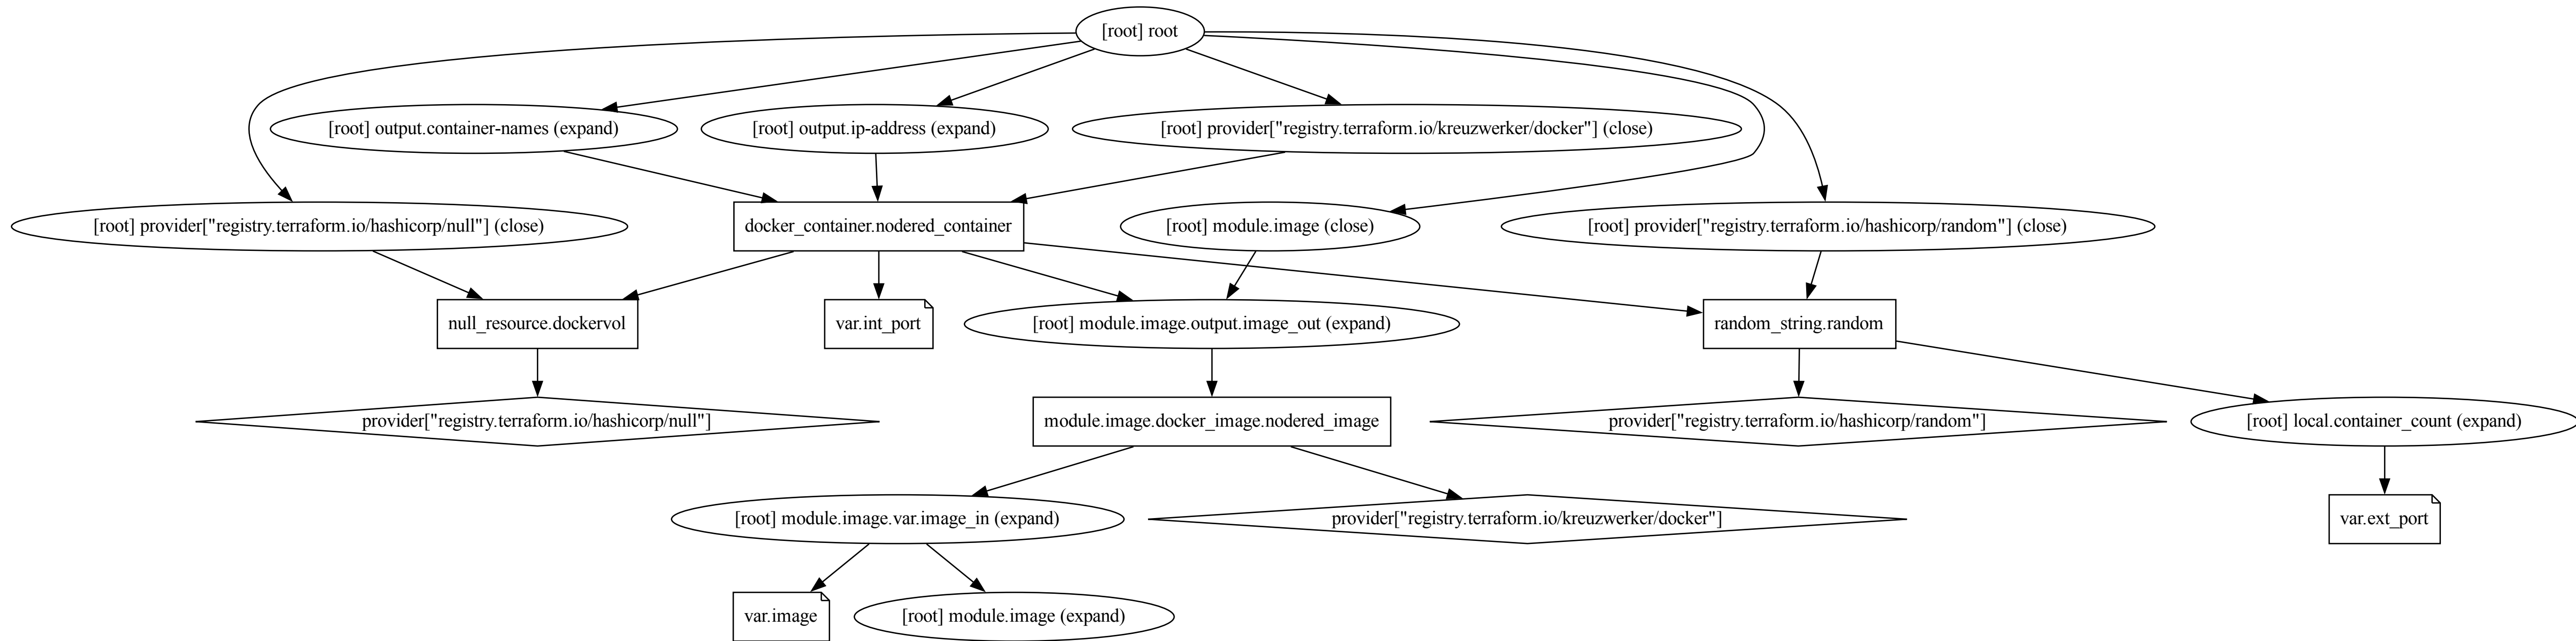 [root] root
[root] output.container-names (expand)
[root] output.ip-address (expand)
[root] provider["registry.terraform.io/kreuzwerker/docker"] (close)
[root] provider["registry.terraform.io/hashicorp/null"] (close)
docker_container.nodered_container
[root] module.image (close)
[root] provider["registry.terraform.io/hashicorp/random"] (close)
null_resource.dockervol
var.int_port
[root] module.image.output.image_out (expand)
random_string.random
provider["registry.terraform.io/hashicorp/null"]
module.image.docker_image.nodered_image
provider["registry.terraform.io/hashicorp/random"]
[root] local.container_count (expand)
[root] module.image.var.image_in (expand)
provider["registry.terraform.io/kreuzwerker/docker"]
var.ext_port
var.image
[root] module.image (expand)